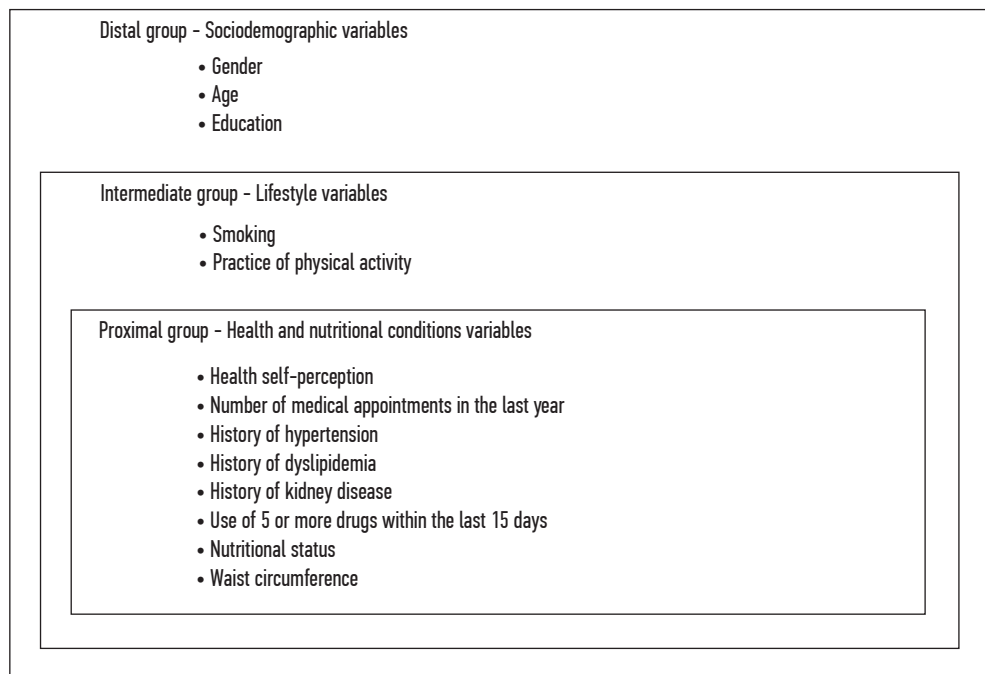 Distal group - Sociodemographic variables
• Gender
• Age
• Education
Intermediate group - Lifestyle variables
• Smoking
• Practice of physical activity
Proximal group - Health and nutritional conditions variables
• Health self-perception
• Number of medical appointments in the last year
• History of hypertension
• History of dyslipidemia
• History of kidney disease
• Use of 5 or more drugs within the last 15 days
• Nutritional status
• Waist circumference